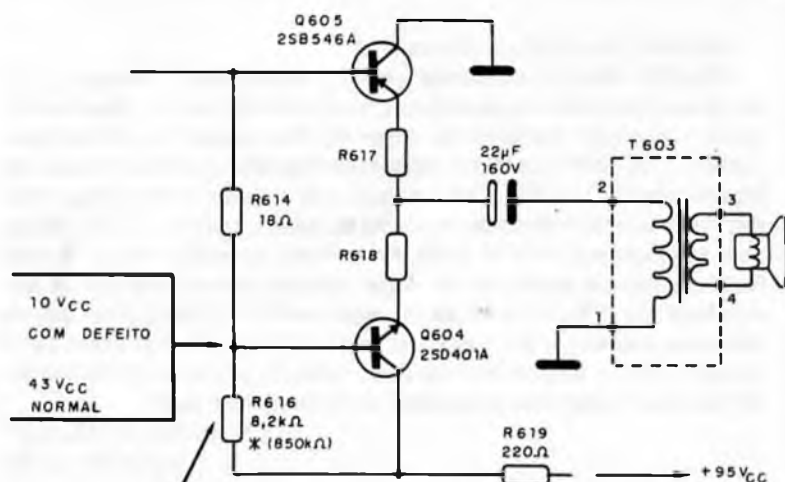 Q605
2SB546A
R617
22µF
160V
T603
2
3
R614
18Ω
R618
4
1
10 VCC
COM DEFEITO
43 VCC
NORMAL
Q604
2SD401A
R616
8,2kΩ
* (850kΩ)
R619
220Ω
+95VCC